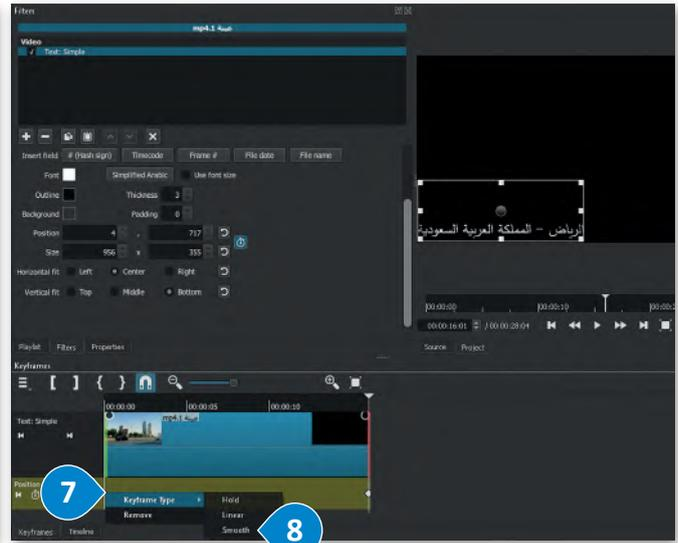 Filters
عينة mp4.1
Video
Text: Simple
Insert field # (Hash sign) Timecode Frame # File date File name
Font Simplified Arabic Use font size
Outline Thickness 3
Background Padding 0
Position 4 , 717
Size 956 x 355
Horizontal fit Left Center Right
Vertical fit Top Middle Bottom
Playlist Filters Properties
الرياض - المملكة العربية السعودية
00:00:00 00:00:10
00:00:16:01 / 00:00:28:04
Source Project
Keyframes
00:00:00 00:00:05 00:00:10
Text: Simple
عينة mp4.1
Position
7
Keyframe Type Hold
Remove Linear
Smooth
8
Keyframes Timeline